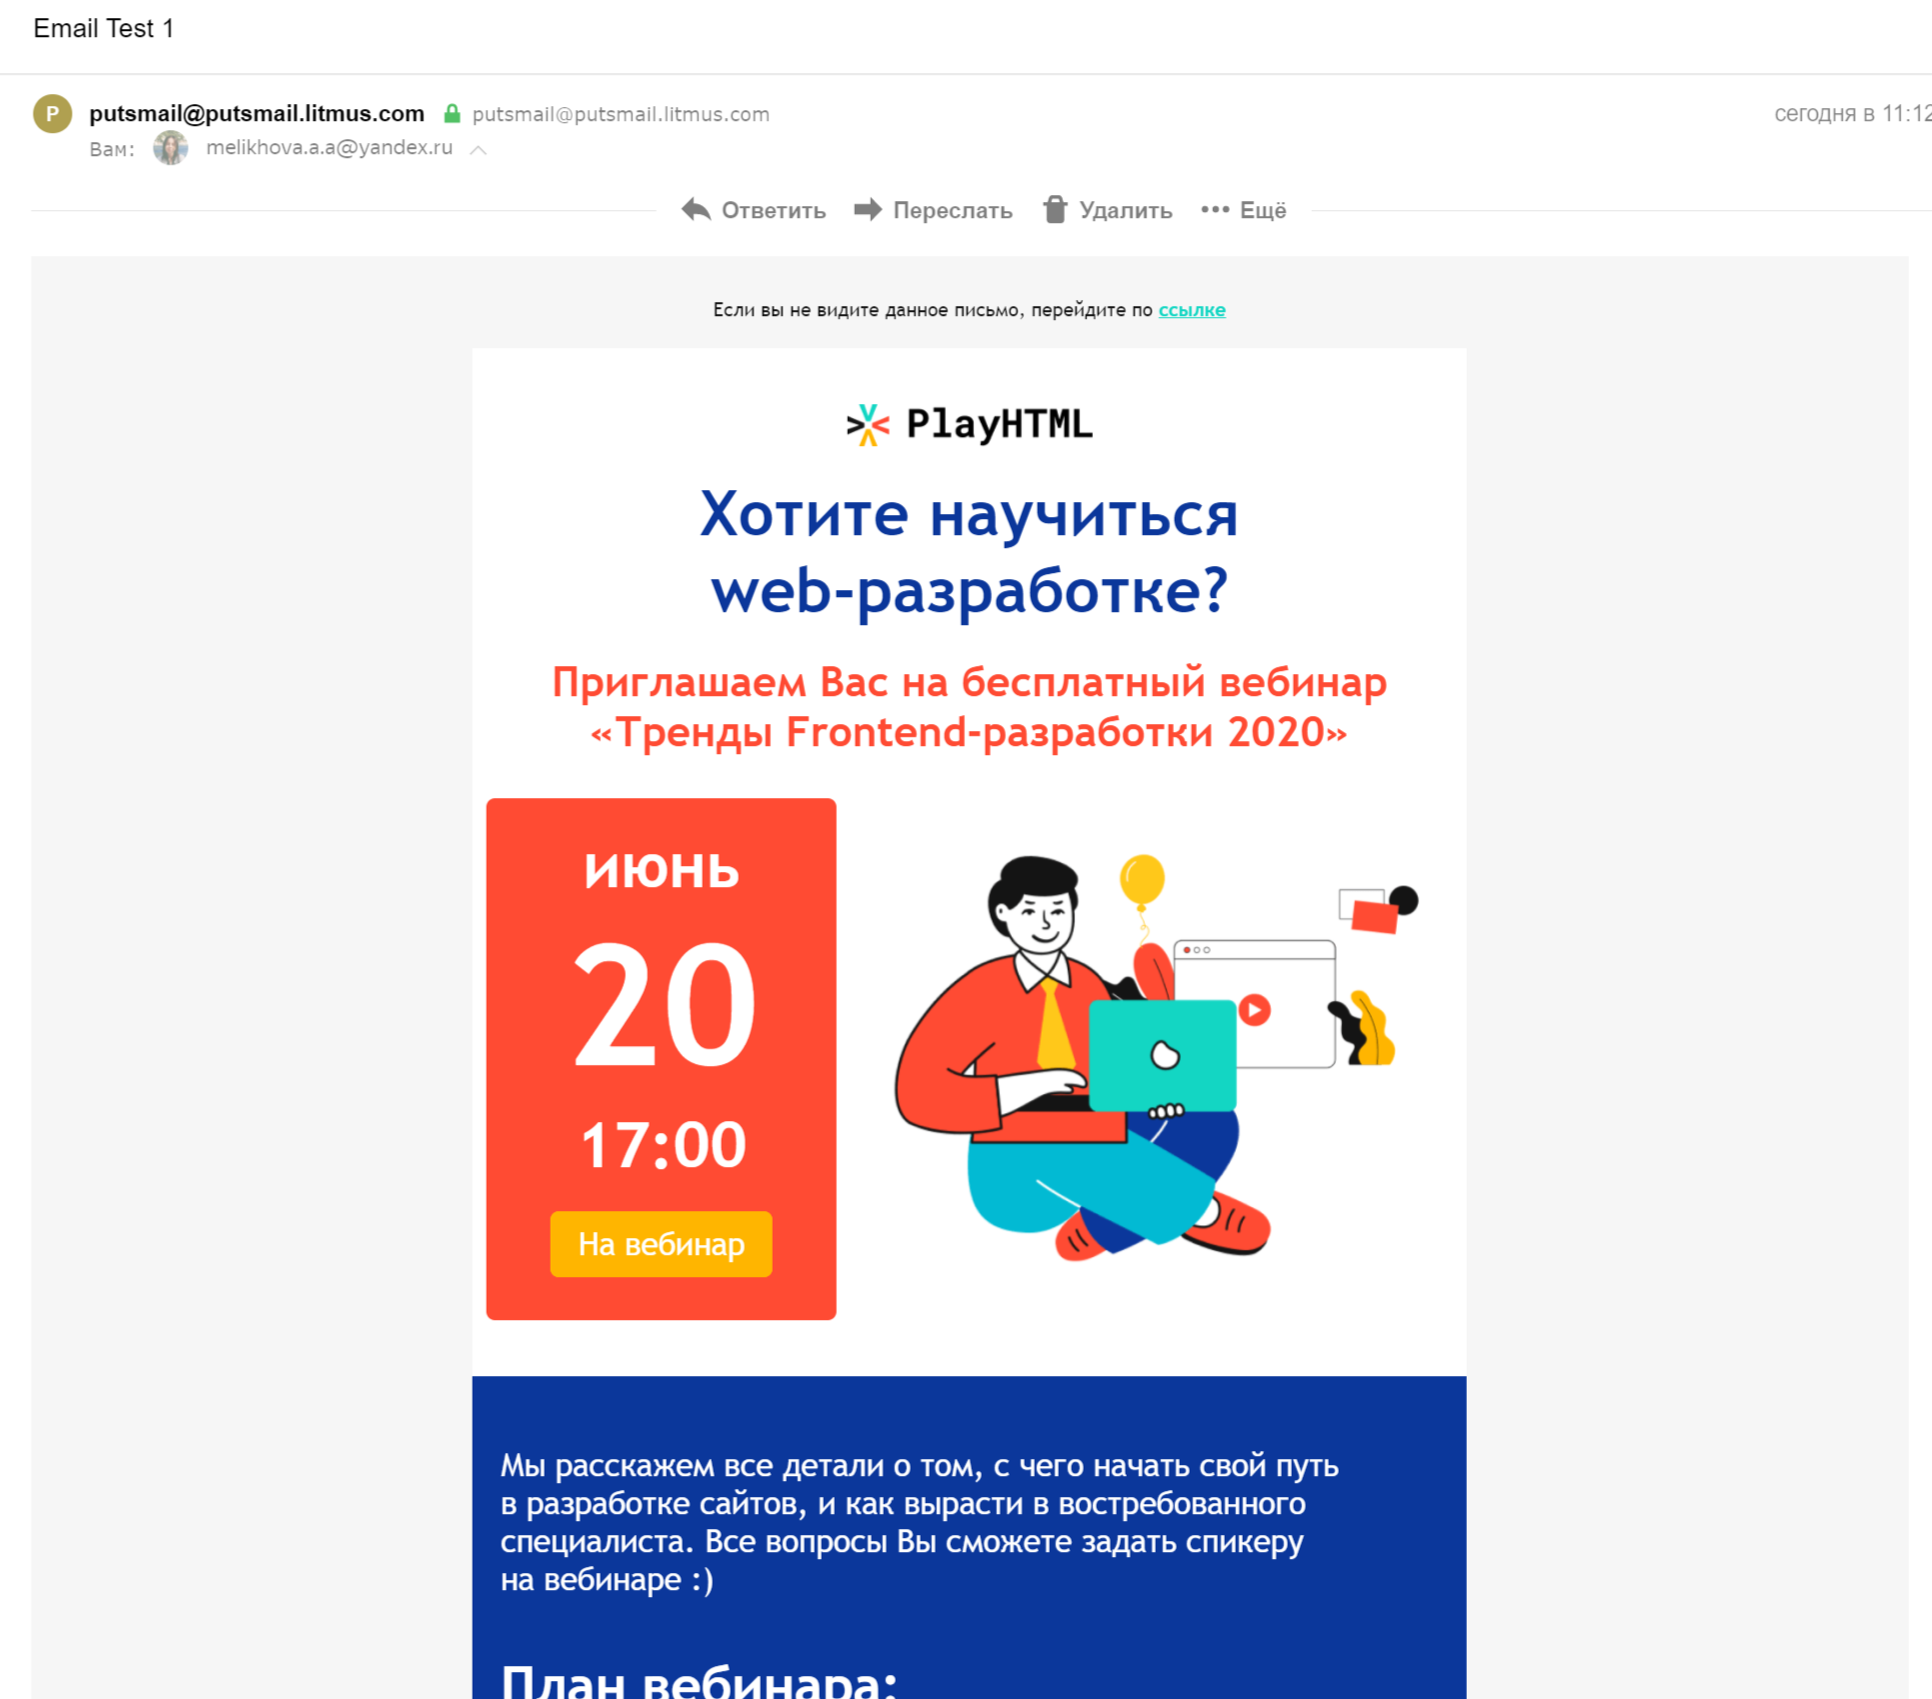 Email Test 1
P putsmail@putsmail.litmus.com putsmail@putsmail.litmus.com сегодня в 11:12
Вам: melikhova.a.a@yandex.ru
Ответить Переслать Удалить Ещё
Если вы не видите данное письмо, перейдите по ссылке
PlayHTML
Хотите научиться
web-разработке?
Приглашаем Вас на бесплатный вебинар
«Тренды Frontend-разработки 2020»
июнь
20
17:00
На вебинар
Мы расскажем все детали о том, с чего начать свой путь
в разработке сайтов, и как вырасти в востребованного
специалиста. Все вопросы Вы сможете задать спикеру
на вебинаре :)
План вебинара: